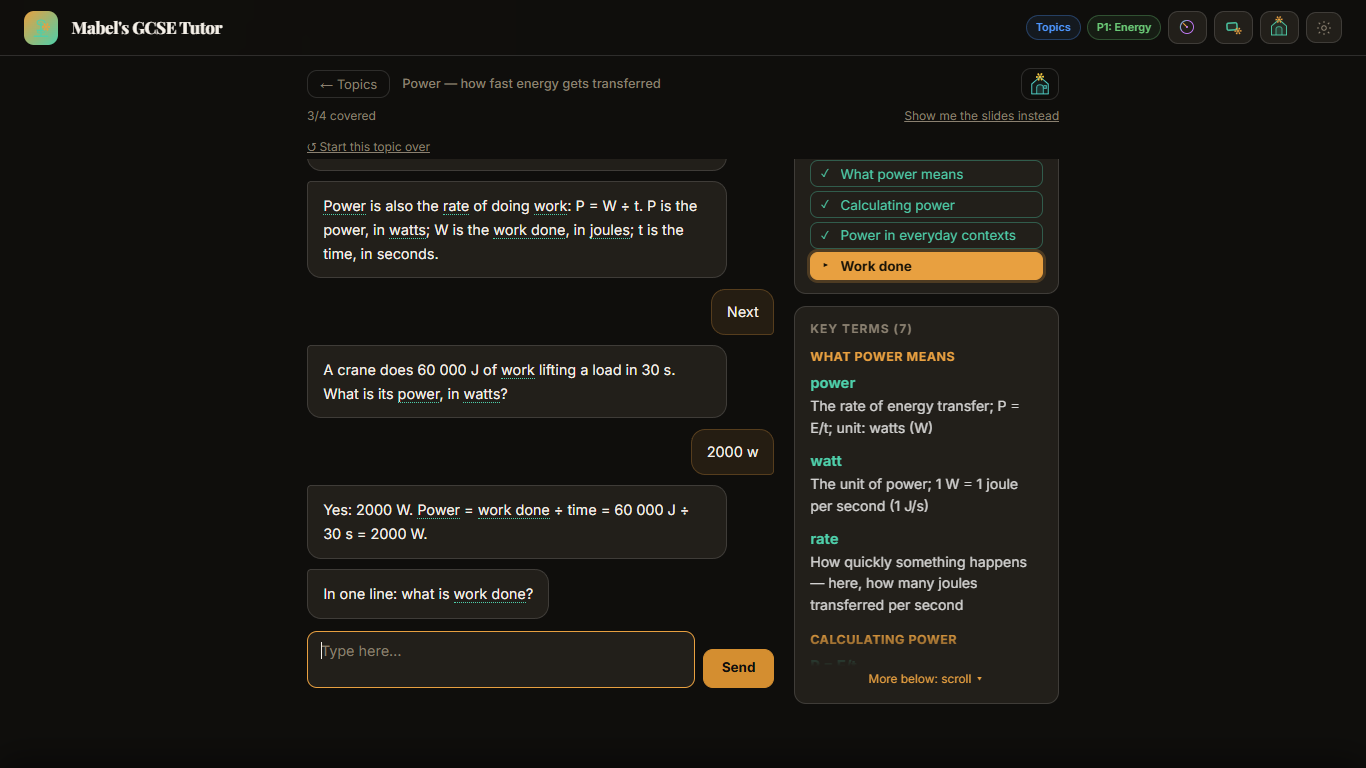 Mabel's GCSE Tutor
Topics
P1: Energy
← Topics
Power — how fast energy gets transferred
3/4 covered
Show me the slides instead
↺ Start this topic over
Power is also the rate of doing work: P = W ÷ t. P is the
power, in watts; W is the work done, in joules; t is the
time, in seconds.
Next
A crane does 60 000 J of work lifting a load in 30 s.
What is its power, in watts?
2000 w
Yes: 2000 W. Power = work done ÷ time = 60 000 J ÷
30 s = 2000 W.
In one line: what is work done?
Type here...
Send
✓ What power means
✓ Calculating power
✓ Power in everyday contexts
▸ Work done
KEY TERMS (7)
WHAT POWER MEANS
power
The rate of energy transfer; P =
E/t; unit: watts (W)
watt
The unit of power; 1 W = 1 joule
per second (1 J/s)
rate
How quickly something happens
— here, how many joules
transferred per second
CALCULATING POWER
More below: scroll ▾